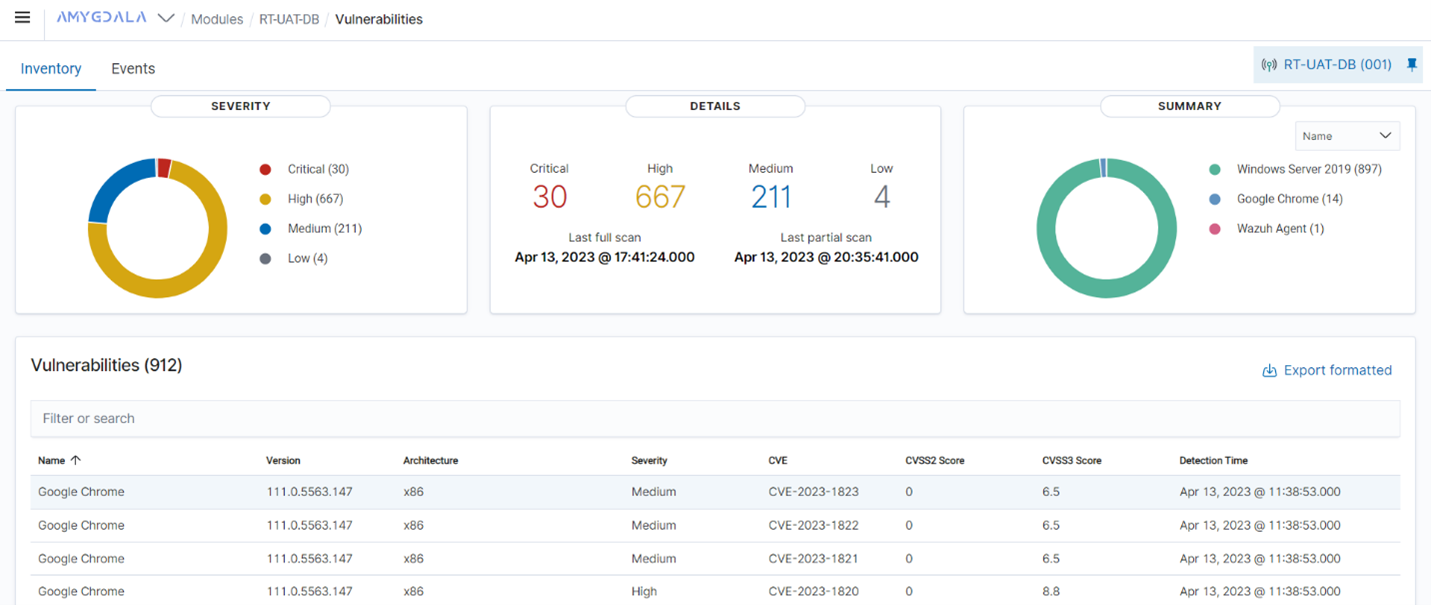 AMYGDALA / Modules / RT-UAT-DB / Vulnerabilities
Inventory Events
RT-UAT-DB (001)
SEVERITY
Critical (30)
High (667)
Medium (211)
Low (4)
DETAILS
Critical High Medium Low
30 667 211 4
Last full scan Last partial scan
Apr 13, 2023 @ 17:41:24.000 Apr 13, 2023 @ 20:35:41.000
SUMMARY
Name
Windows Server 2019 (897)
Google Chrome (14)
Wazuh Agent (1)
Vulnerabilities (912)
Export formatted
Filter or search
Name Version Architecture Severity CVE CVSS2 Score CVSS3 Score Detection Time
Google Chrome 111.0.5563.147 x86 Medium CVE-2023-1823 0 6.5 Apr 13, 2023 @ 11:38:53.000
Google Chrome 111.0.5563.147 x86 Medium CVE-2023-1822 0 6.5 Apr 13, 2023 @ 11:38:53.000
Google Chrome 111.0.5563.147 x86 Medium CVE-2023-1821 0 6.5 Apr 13, 2023 @ 11:38:53.000
Google Chrome 111.0.5563.147 x86 High CVE-2023-1820 0 8.8 Apr 13, 2023 @ 11:38:53.000